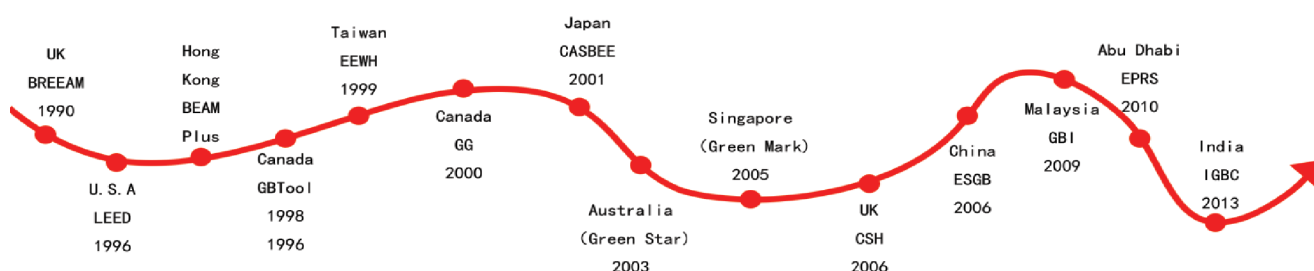 UK
BREEAM
1990
U.S.A
LEED
1996
Hong
Kong
BEAM
Plus
Canada
GBTool
1998
1996
Taiwan
EEWH
1999
Canada
GG
2000
Japan
CASBEE
2001
Australia
(Green Star)
2003
Singapore
(Green Mark)
2005
UK
CSH
2006
China
ESGB
2006
Malaysia
GBI
2009
Abu Dhabi
EPRS
2010
India
IGBC
2013